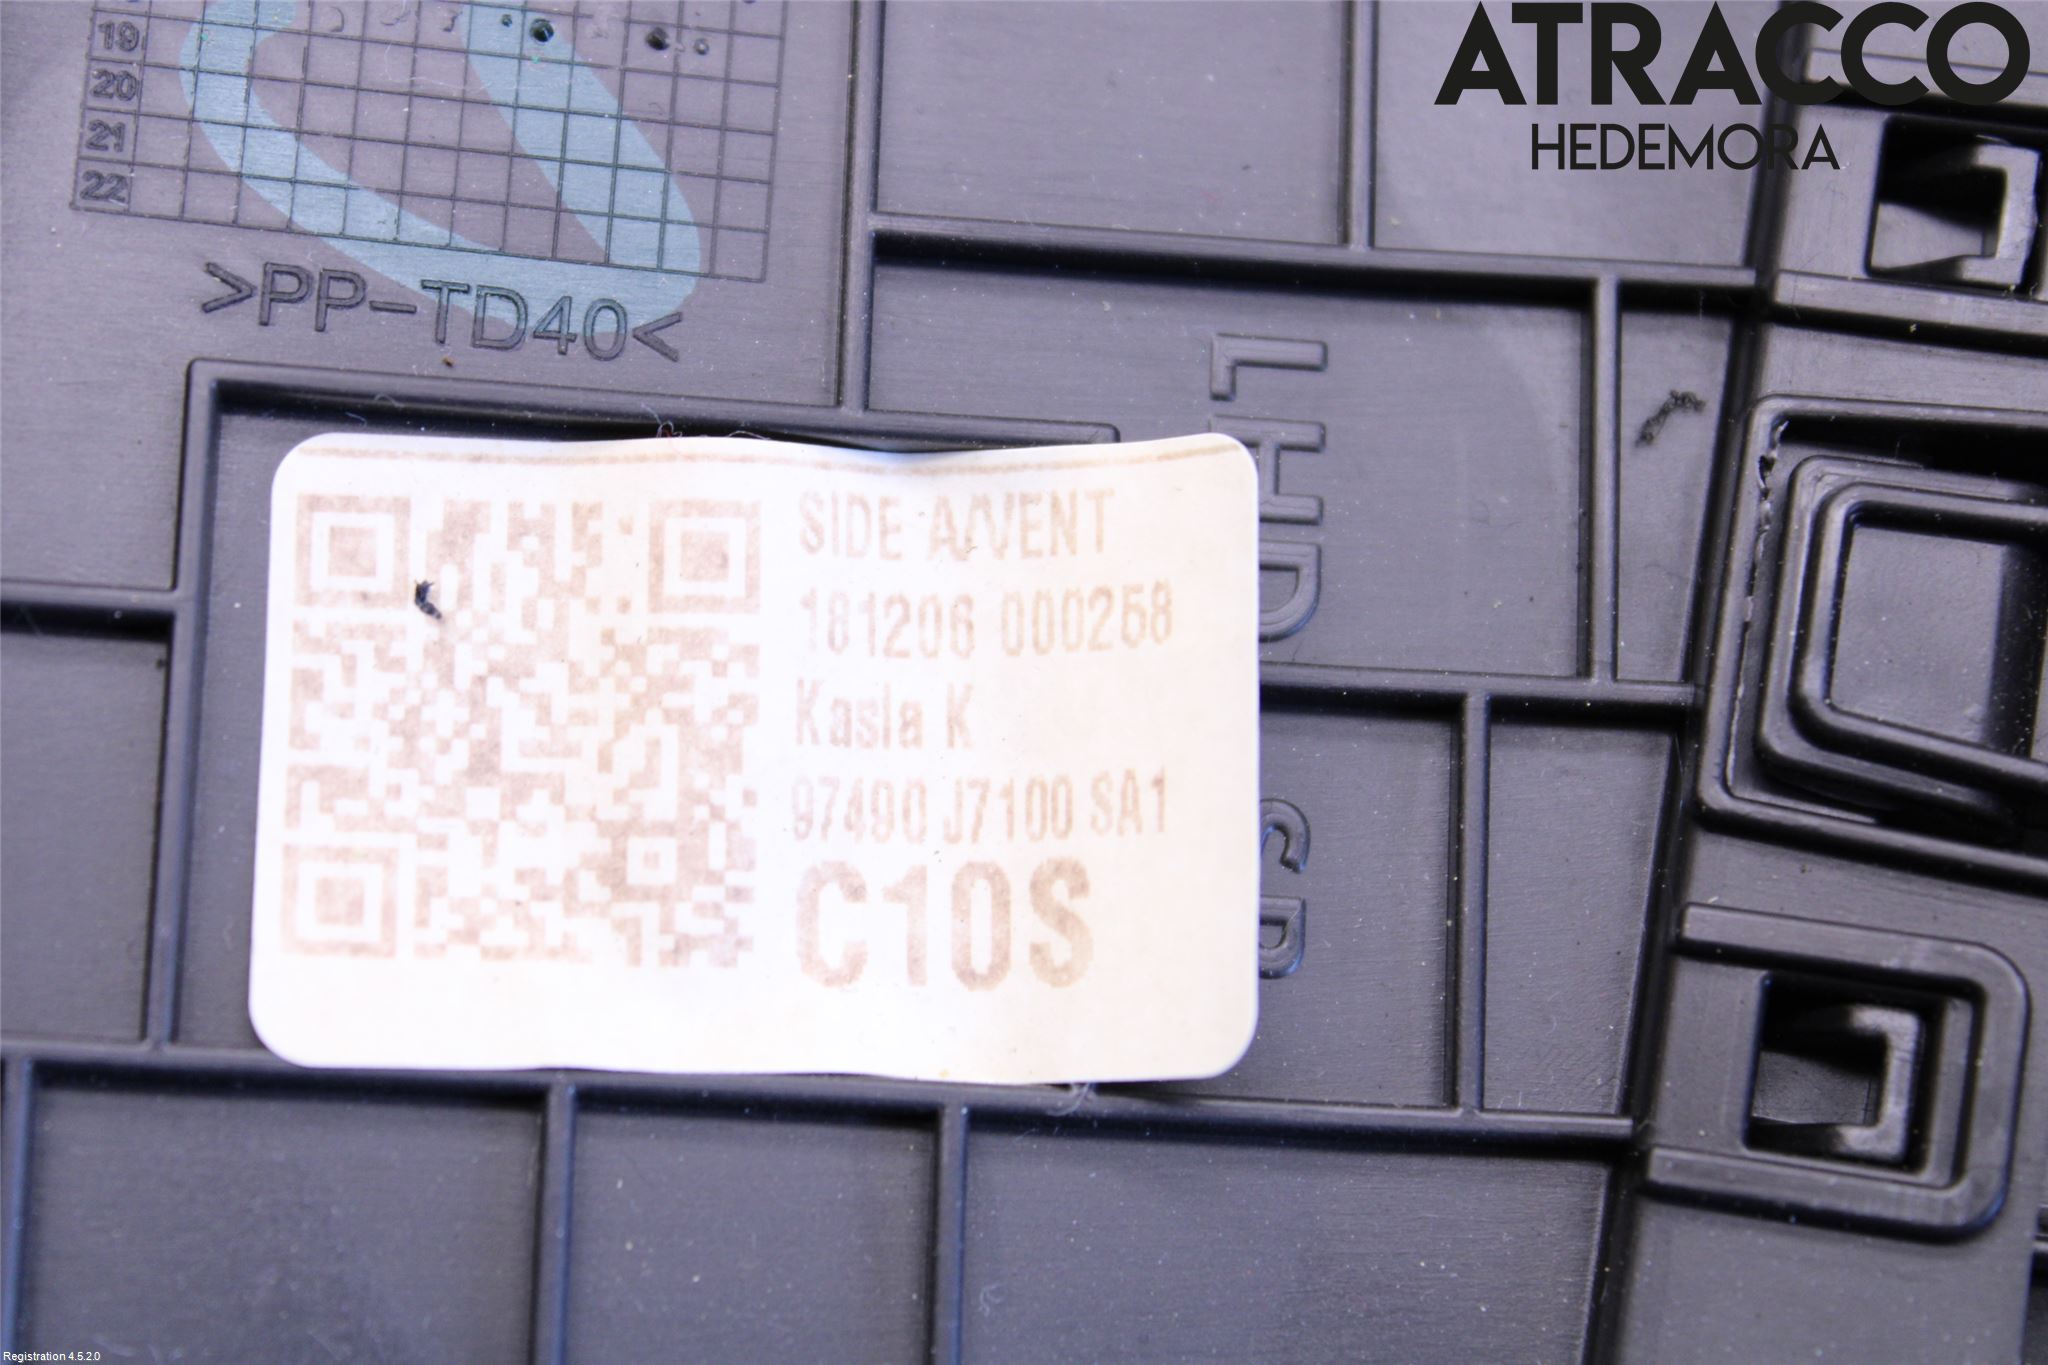 ATRACCO
HEDEMORA
19
20
21
22
>PP-TD40<
LHD
SIDE A/VENT
181206 000258
Kasla K
97490 J7100 SA1
C10S
Registration 4.5.2.0